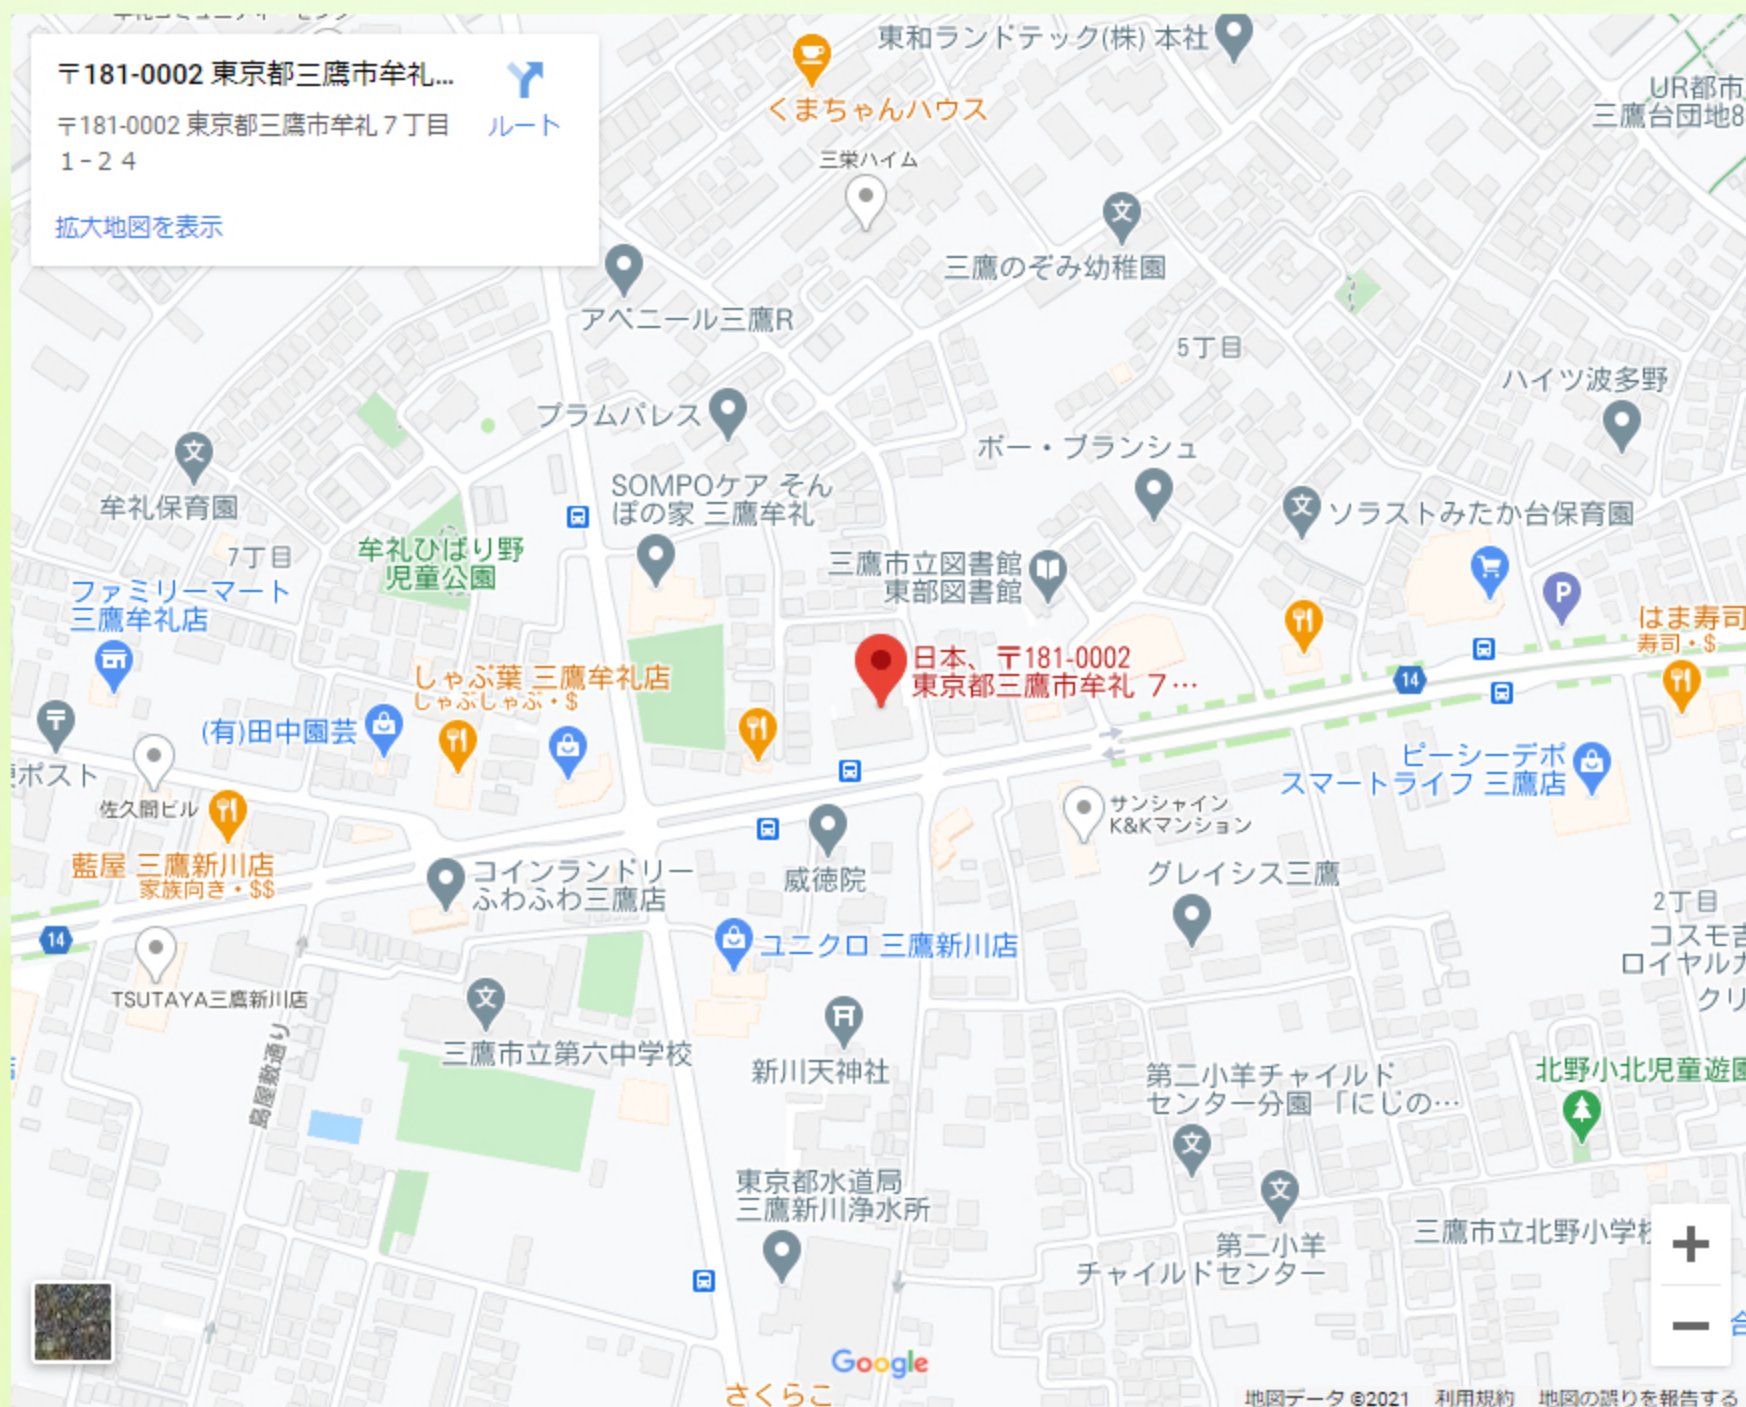 〒181-0002 東京都三鷹市牟礼...
〒181-0002 東京都三鷹市牟礼７丁目
１−２４
ルート
拡大地図を表示
東和ランドテック(株) 本社
くまちゃんハウス
UR都市
三鷹台団地8
三栄ハイム
三鷹のぞみ幼稚園
アベニール三鷹R
5丁目
ハイツ波多野
プラムパレス
ボー・ブランシュ
牟礼保育園
SOMPOケア そん
ぽの家 三鷹牟礼
ソラストみたか台保育園
7丁目
牟礼ひばり野
児童公園
三鷹市立図書館
東部図書館
ファミリーマート
三鷹牟礼店
P
はま寿司
寿司・$
日本、〒181-0002
東京都三鷹市牟礼 ７…
14
しゃぶ葉 三鷹牟礼店
しゃぶしゃぶ・$
(有)田中園芸
ポスト
ピーシーデポ
スマートライフ 三鷹店
佐久間ビル
サンシャイン
K&Kマンション
藍屋 三鷹新川店
家族向き・$$
コインランドリー
ふわふわ三鷹店
威徳院
グレイシス三鷹
2丁目
14
ユニクロ 三鷹新川店
コスモ吉
ロイヤルガ
クリ
TSUTAYA三鷹新川店
三鷹市立第六中学校
新川天神社
島屋敷通り
第二小羊チャイルド
センター分園 「にじの…
北野小北児童遊園
東京都水道局
三鷹新川浄水所
第二小羊
チャイルドセンター
三鷹市立北野小学校
Google
さくらこ
地図データ ©2021
利用規約
地図の誤りを報告する